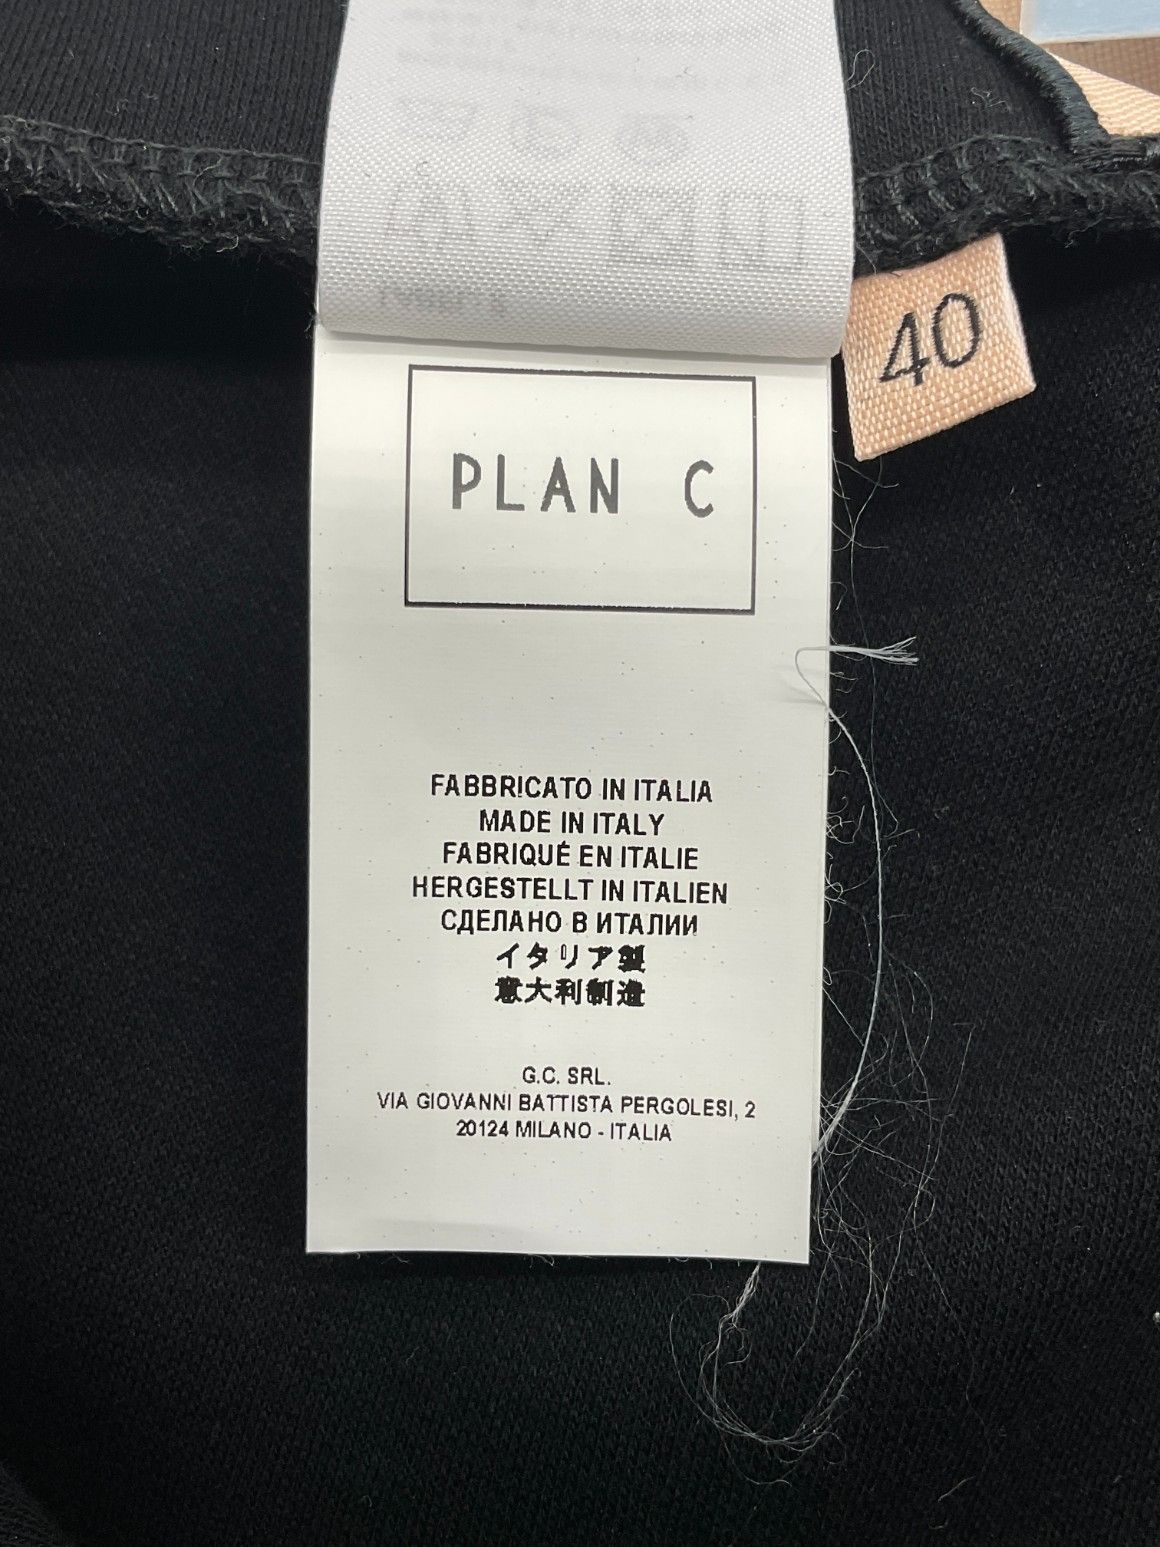 40
PLAN C
FABBRICATO IN ITALIA
MADE IN ITALY
FABRIQUÉ EN ITALIE
HERGESTELLT IN ITALIEN
СДЕЛАНО В ИТАЛИИ
イタリア製
意大利制造
G.C. SRL.
VIA GIOVANNI BATTISTA PERGOLESI, 2
20124 MILANO - ITALIA